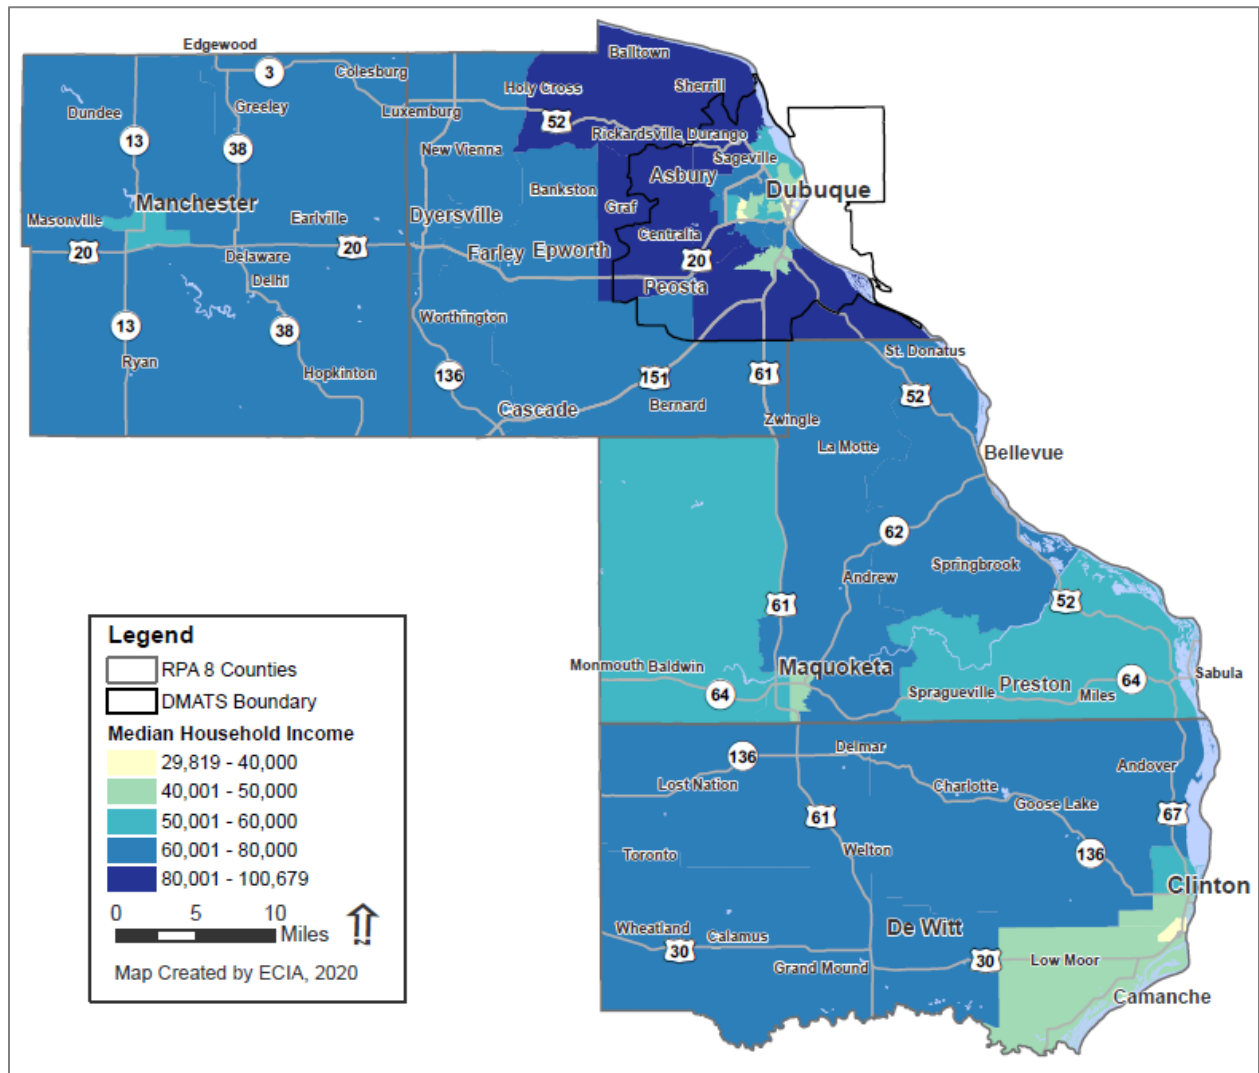 Edgewood
Balltown
3
Colesburg
Sherrill
Holy Cross
Dundee
Greeley
Luxemburg
52
Rickardsville Durango
13
38
New Vienna
Sageville
Asbury
Dubuque
Bankston
Manchester
Graf
Masonville
Earlville
Dyersville
Centralia
20
Delaware
20
Farley
Epworth
20
Delhi
Peosta
13
38
Worthington
Ryan
Hopkinton
136
151
61
St. Donatus
52
Cascade
Bernard
Zwingle
La Motte
Bellevue
62
Andrew
Springbrook
61
52
Monmouth
Baldwin
Maquoketa
64
Spragueville
Preston
Miles
64
Sabula
136
Delmar
Andover
Lost Nation
Charlotte
Goose Lake
61
67
Toronto
Welton
136
Clinton
Wheatland
Calamus
De Witt
30
Grand Mound
30
Low Moor
Camanche
Legend
RPA 8 Counties
DMATS Boundary
Median Household Income
29,819 - 40,000
40,001 - 50,000
50,001 - 60,000
60,001 - 80,000
80,001 - 100,679
0 5 10
Miles
Map Created by ECIA, 2020